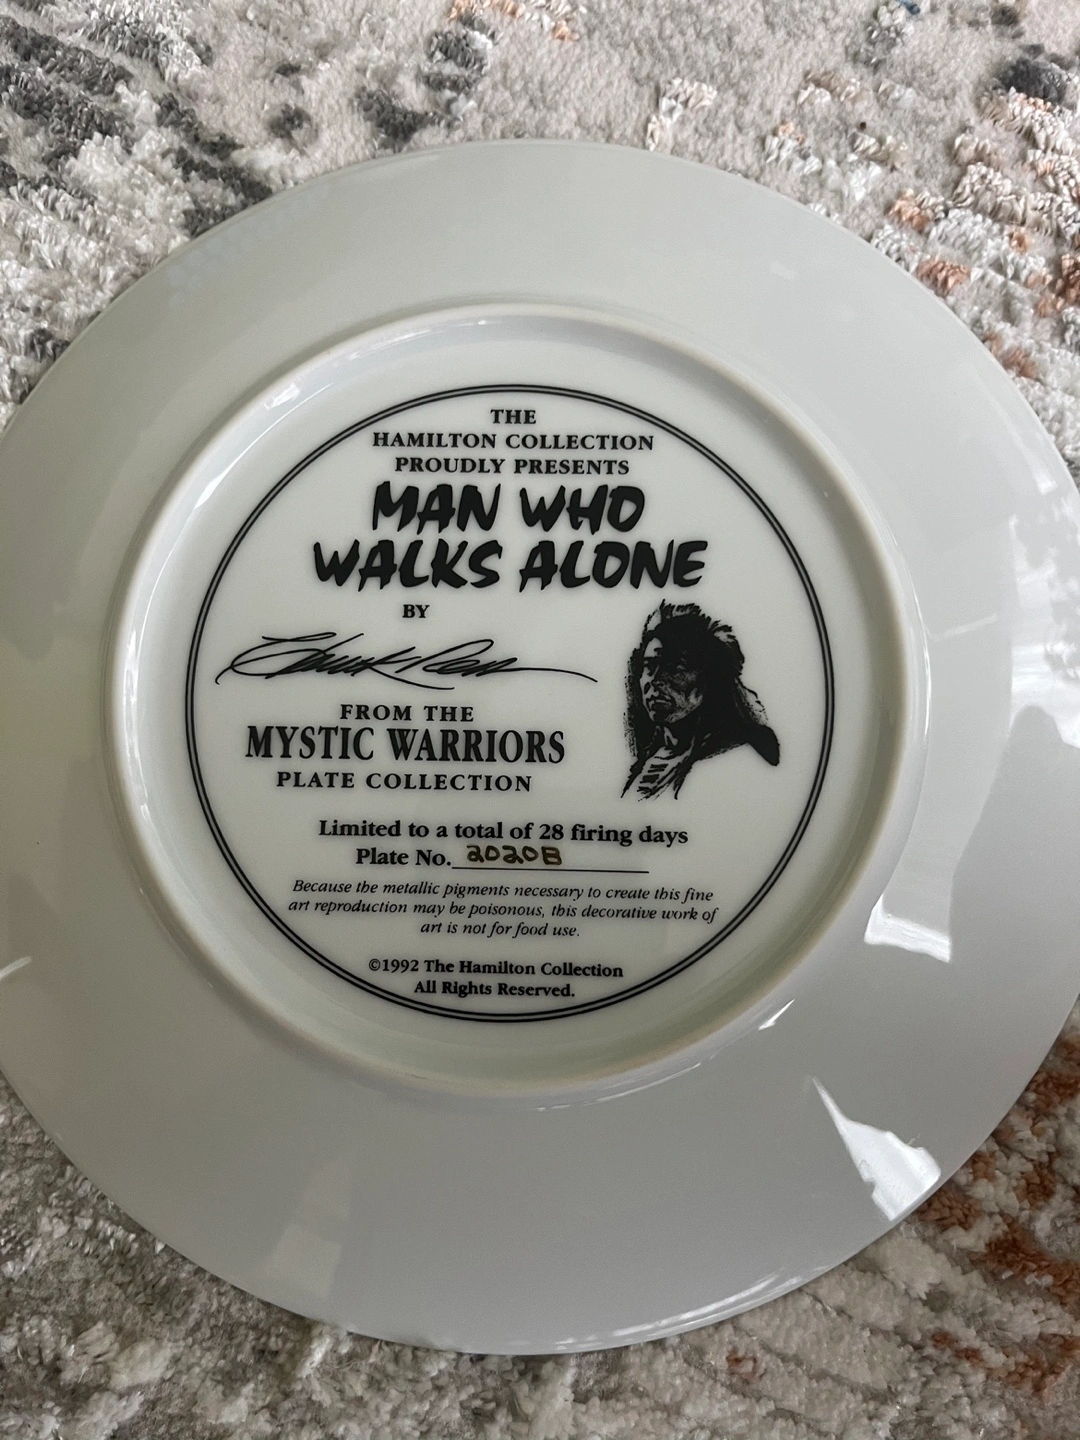 THE
HAMILTON COLLECTION
PROUDLY PRESENTS
MAN WHO
WALKS ALONE
BY
Chuck Ren
FROM THE
MYSTIC WARRIORS
PLATE COLLECTION
Limited to a total of 28 firing days
Plate No. 2020B
Because the metallic pigments necessary to create this fine
art reproduction may be poisonous, this decorative work of
art is not for food use.
©1992 The Hamilton Collection
All Rights Reserved.